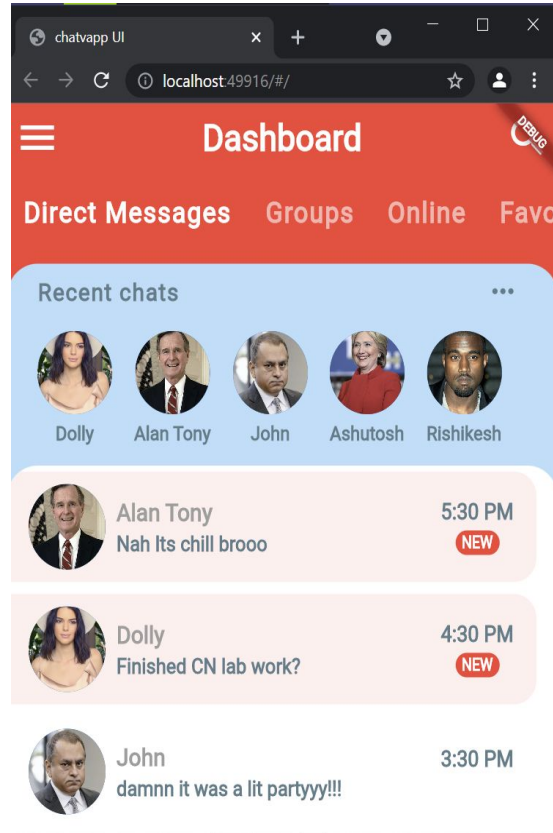 chatvapp UI
localhost:49916/#/
Dashboard
DEBUG
Direct Messages Groups Online Favo
Recent chats
Dolly Alan Tony John Ashutosh Rishikesh
Alan Tony 5:30 PM
Nah Its chill brooo NEW
Dolly 4:30 PM
Finished CN lab work? NEW
John 3:30 PM
damnn it was a lit partyyy!!!